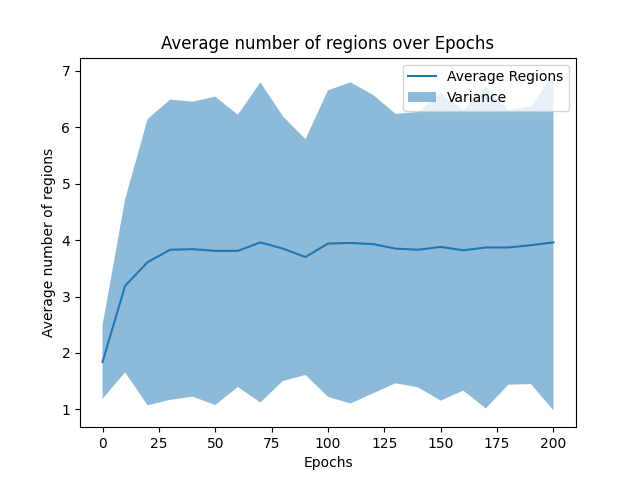 Average number of regions over Epochs
Average Regions
Variance
Average number of regions
7
6
5
4
3
2
1
0 25 50 75 100 125 150 175 200
Epochs